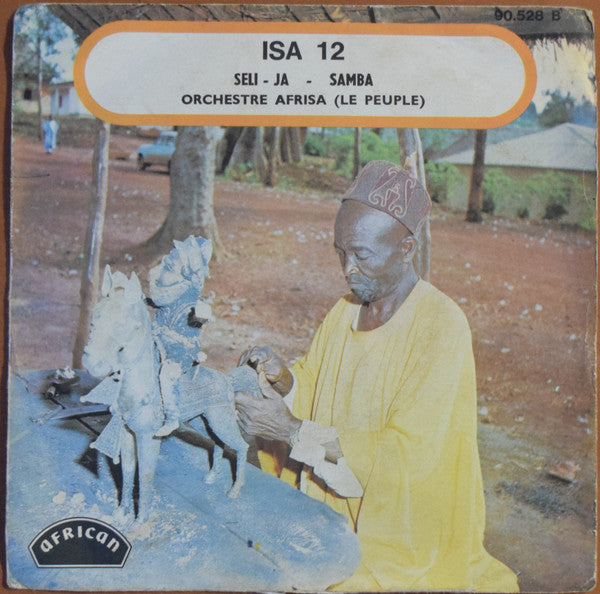 90.528 B
ISA 12
SELI - JA - SAMBA
ORCHESTRE AFRISA (LE PEUPLE)
AFRICAN